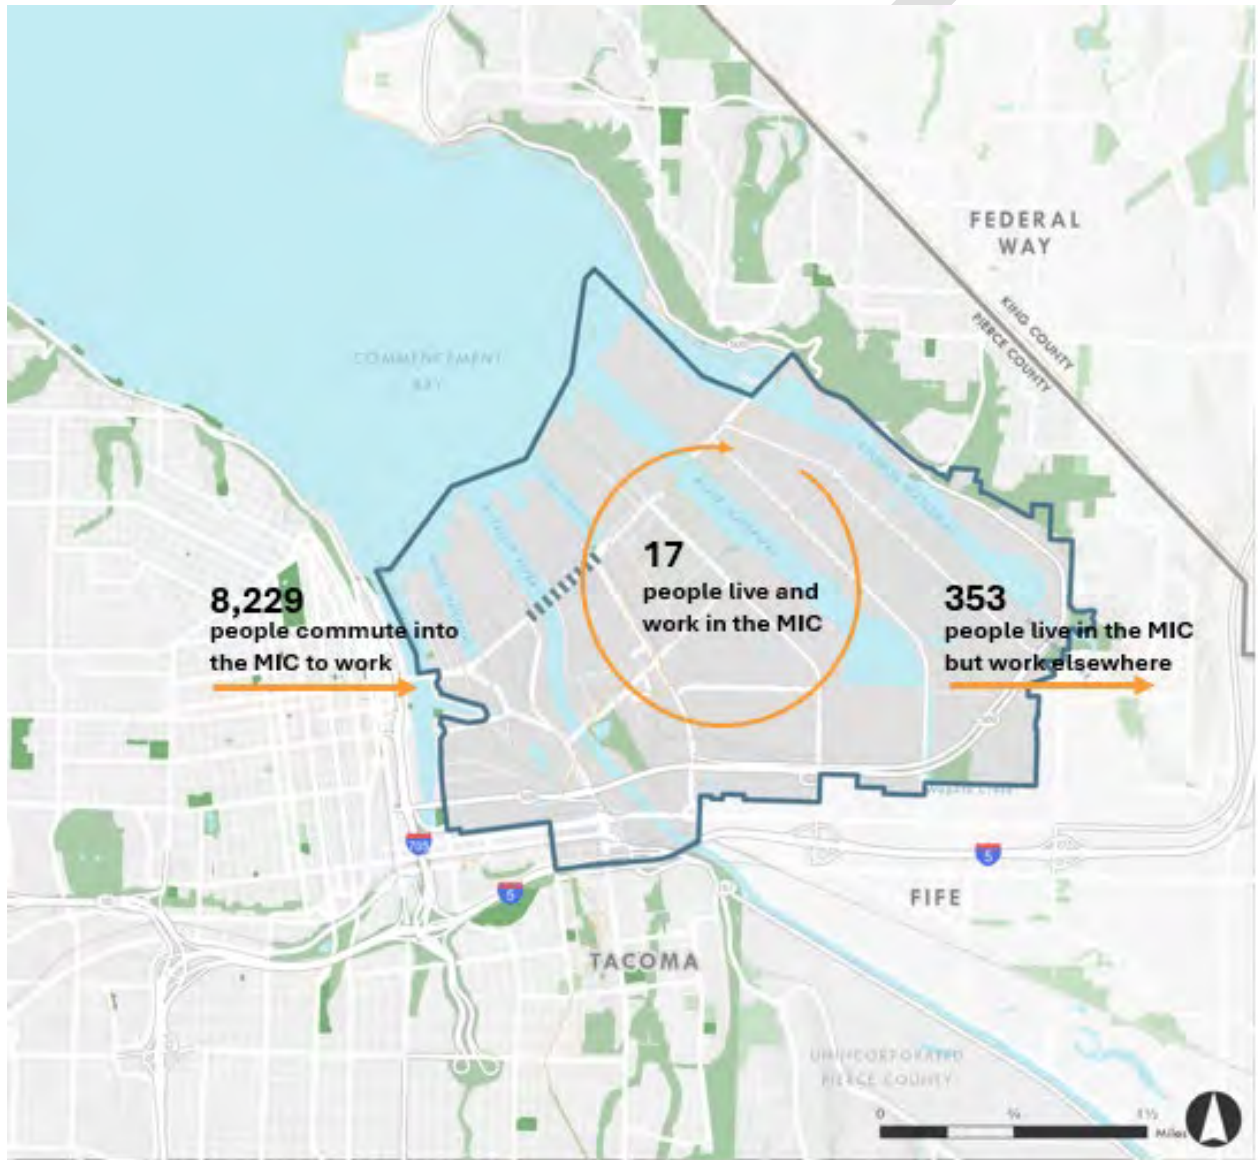 FEDERAL
WAY
KING COUNTY
PIERCE COUNTY
COMMENCEMENT
BAY
17
people live and
work in the MIC
8,229
people commute into
the MIC to work
353
people live in the MIC
but work elsewhere
705
5
5
FIFE
TACOMA
UNINCORPORATED
PIERCE COUNTY
0
Miles